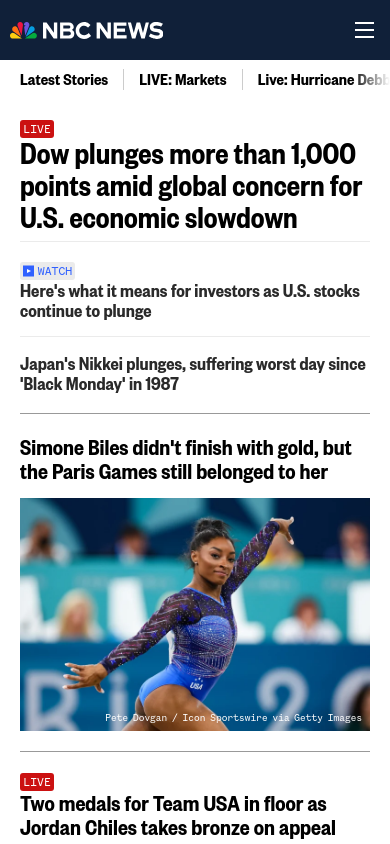 NBC NEWS
Latest Stories
LIVE: Markets
Live: Hurricane Debb
LIVE
Dow plunges more than 1,000
points amid global concern for
U.S. economic slowdown
WATCH
Here's what it means for investors as U.S. stocks
continue to plunge
Japan's Nikkei plunges, suffering worst day since
'Black Monday' in 1987
Simone Biles didn't finish with gold, but
the Paris Games still belonged to her
USA
Pete Dovgan / Icon Sportswire via Getty Images
LIVE
Two medals for Team USA in floor as
Jordan Chiles takes bronze on appeal